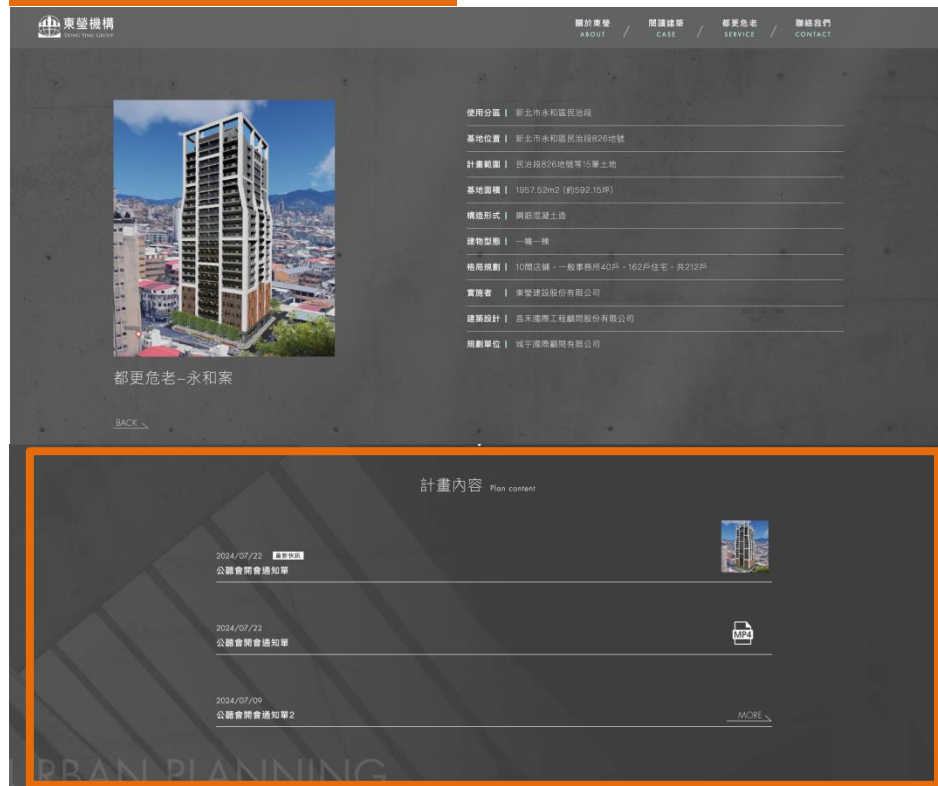 東瑩機構
DONG YING GROUP
關於東瑩
ABOUT
/
閱讀建築
CASE
/
都更危老
SERVICE
/
聯絡我們
CONTACT
使用分區 | 新北市永和區民治段
基地位置 | 新北市永和區民治段826地號
計畫範圍 | 民治段826地號等15筆土地
基地面積 | 1957.52m2 (約592.15坪)
構造形式 | 鋼筋混凝土造
建物型態 | 一幢一棟
格局規劃 | 10間店舖、一般事務所40戶、162戶住宅、共212戶
實施者 | 東瑩建設股份有限公司
建築設計 | 昌禾國際工程顧問股份有限公司
規劃單位 | 城宇國際顧問有限公司
都更危老–永和案
BACK
計畫內容 Plan content
2024/07/22 最新快訊
公聽會開會通知單
2024/07/22
公聽會開會通知單
MP4
2024/07/09
公聽會開會通知單2
MORE
RBAN PLANNING